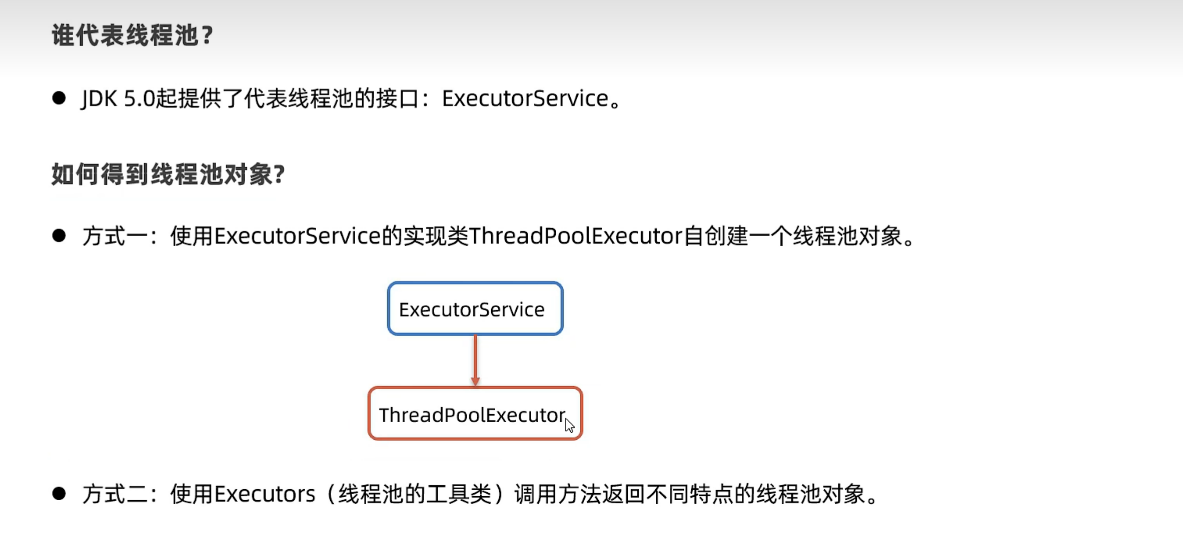 谁代表线程池？
● JDK 5.0起提供了代表线程池的接口：ExecutorService。
如何得到线程池对象?
● 方式一：使用ExecutorService的实现类ThreadPoolExecutor自创建一个线程池对象。
ExecutorService
ThreadPoolExecutor
● 方式二：使用Executors（线程池的工具类）调用方法返回不同特点的线程池对象。